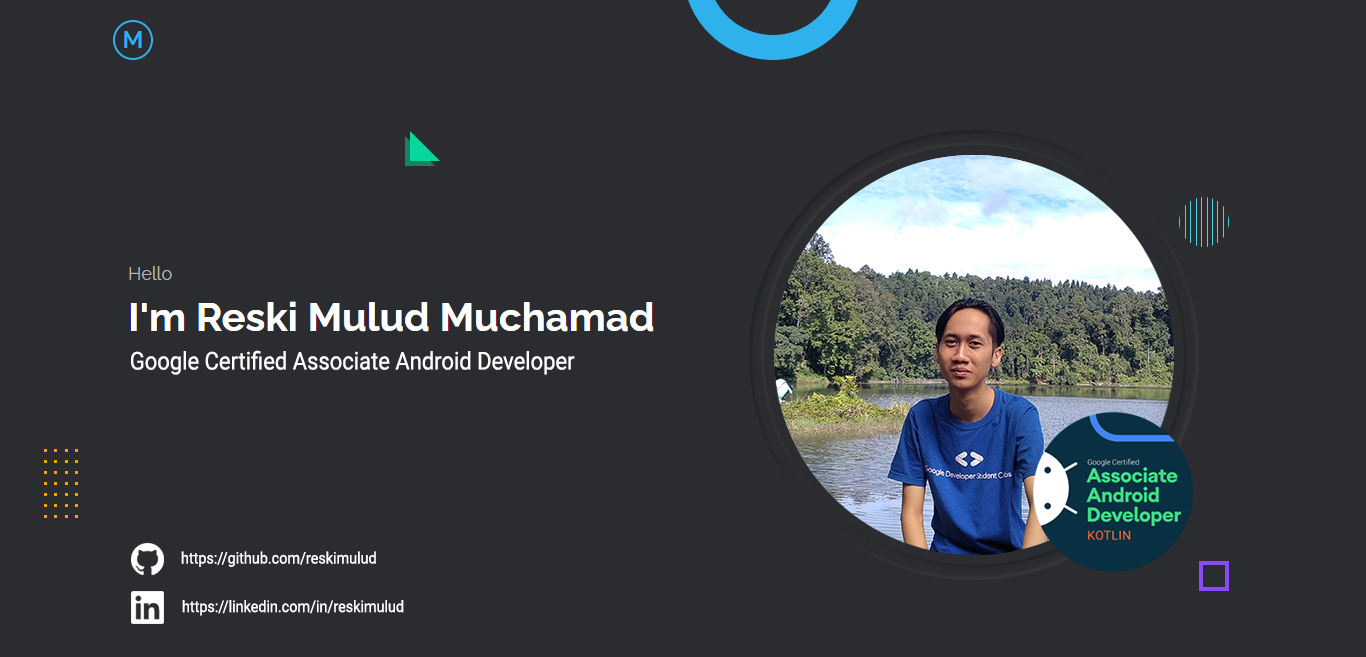 M
Hello
I'm Reski Mulud Muchamad
Google Certified Associate Android Developer
Google Developer Student Clubs
Google Certified
Associate
Android
Developer
KOTLIN
https://github.com/reskimulud
in
https://linkedin.com/in/reskimulud